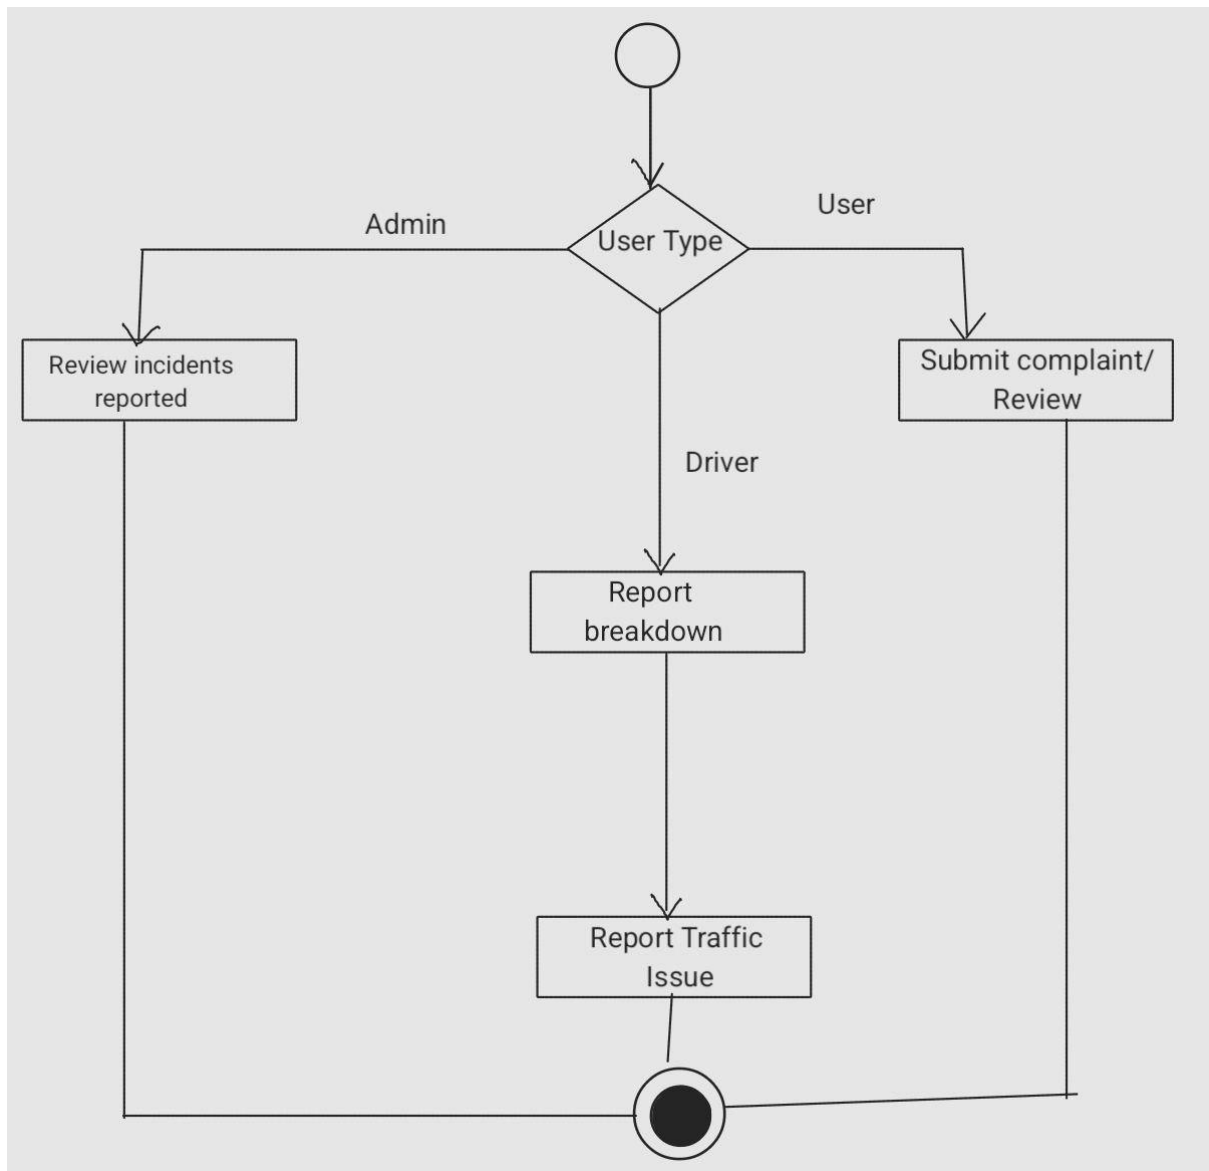 User
Admin
User Type
Review incidents
reported
Submit complaint/
Review
Driver
Report
breakdown
Report Traffic
Issue